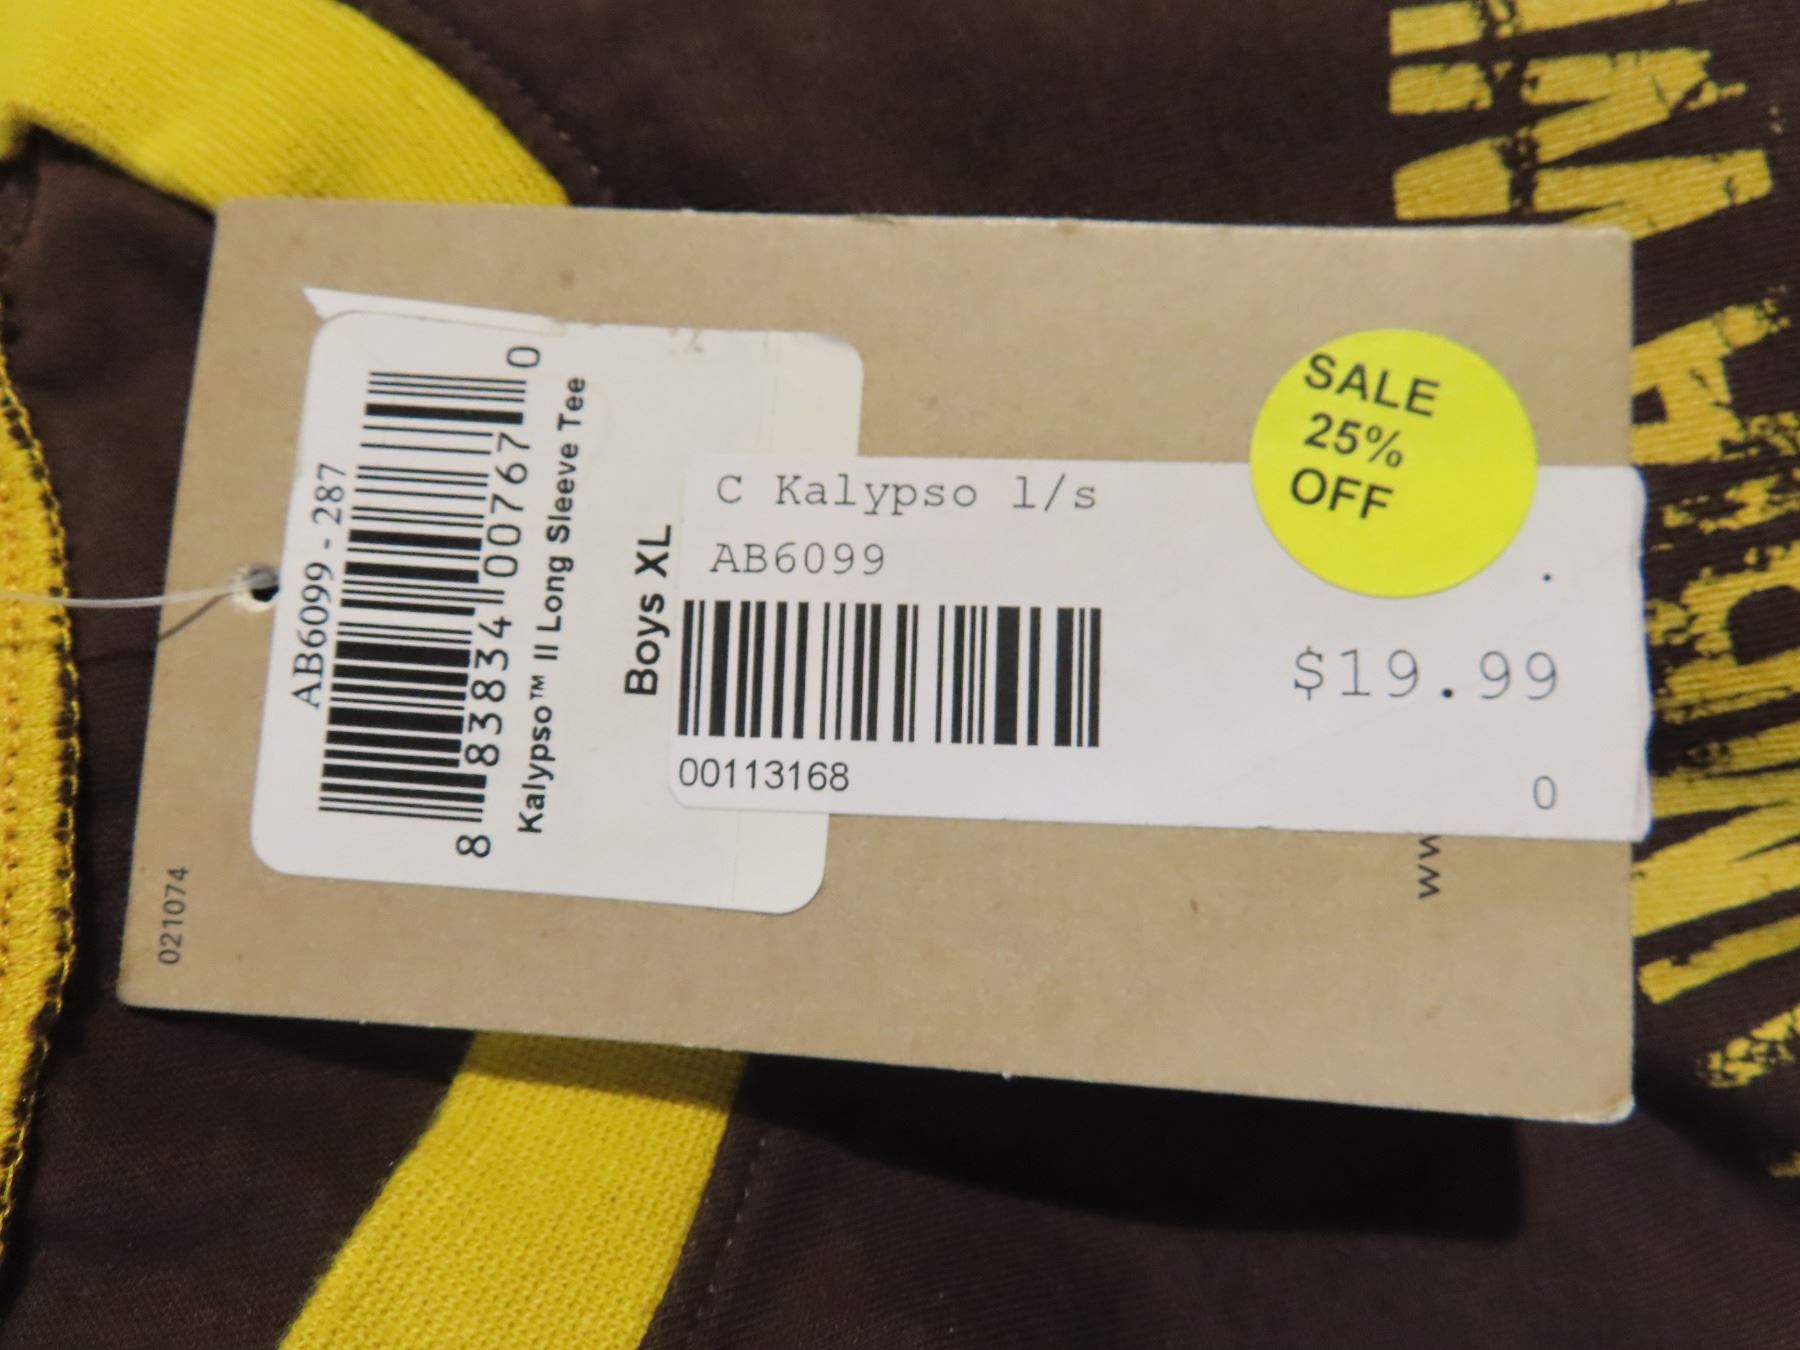 AB6099 - 287
8 83834 00767 0
Kalypso™ II Long Sleeve Tee
Boys XL
C Kalypso l/s
AB6099
00113168
SALE
25%
OFF
.
$19.99
0
021074